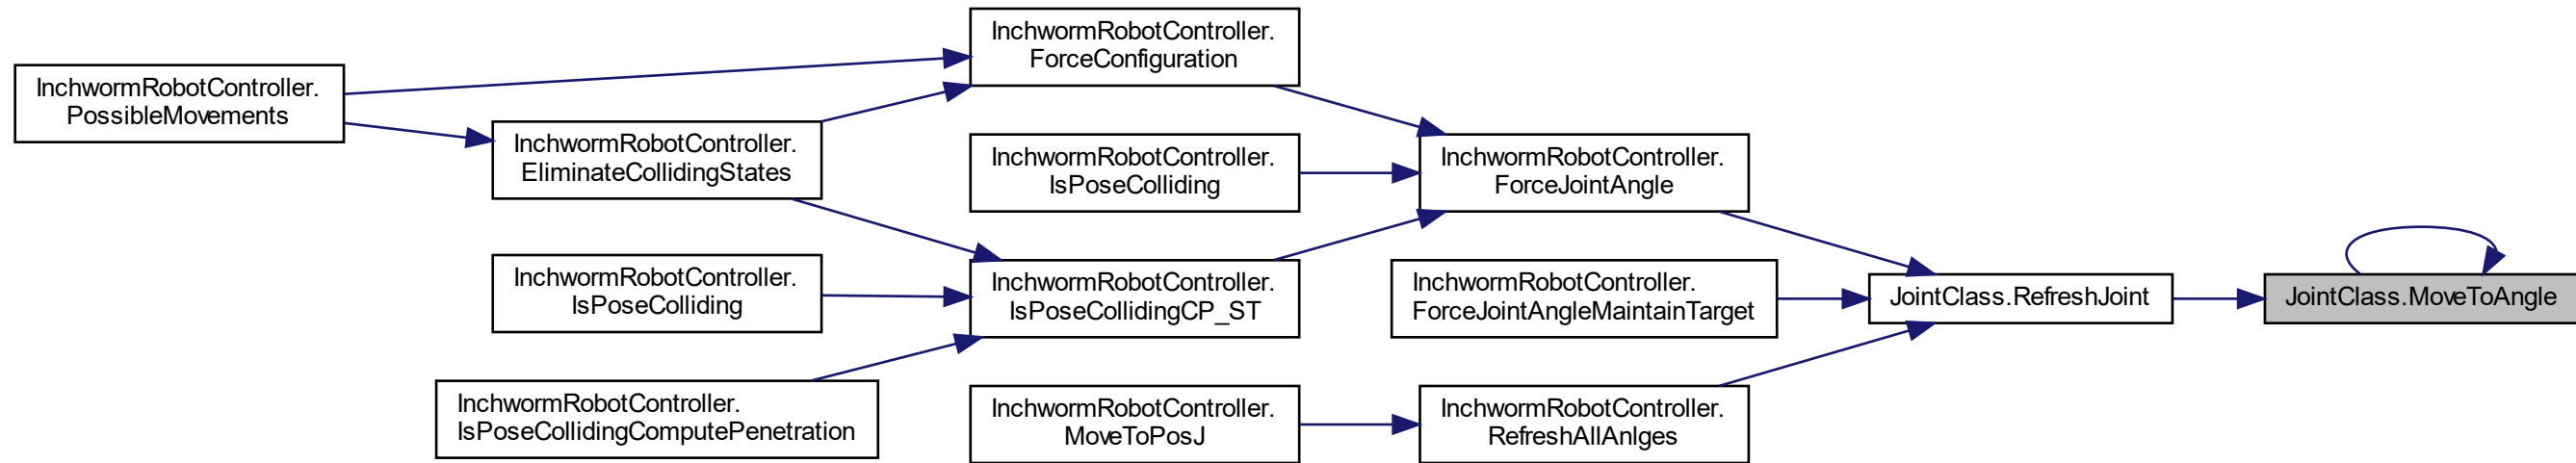 InchwormRobotController.
PossibleMovements
InchwormRobotController.
EliminateCollidingStates
InchwormRobotController.
IsPoseColliding
InchwormRobotController.
IsPoseCollidingComputePenetration
InchwormRobotController.
ForceConfiguration
InchwormRobotController.
IsPoseColliding
InchwormRobotController.
IsPoseCollidingCP_ST
InchwormRobotController.
MoveToPosJ
InchwormRobotController.
ForceJointAngle
InchwormRobotController.
ForceJointAngleMaintainTarget
InchwormRobotController.
RefreshAllAnlges
JointClass.RefreshJoint
JointClass.MoveToAngle